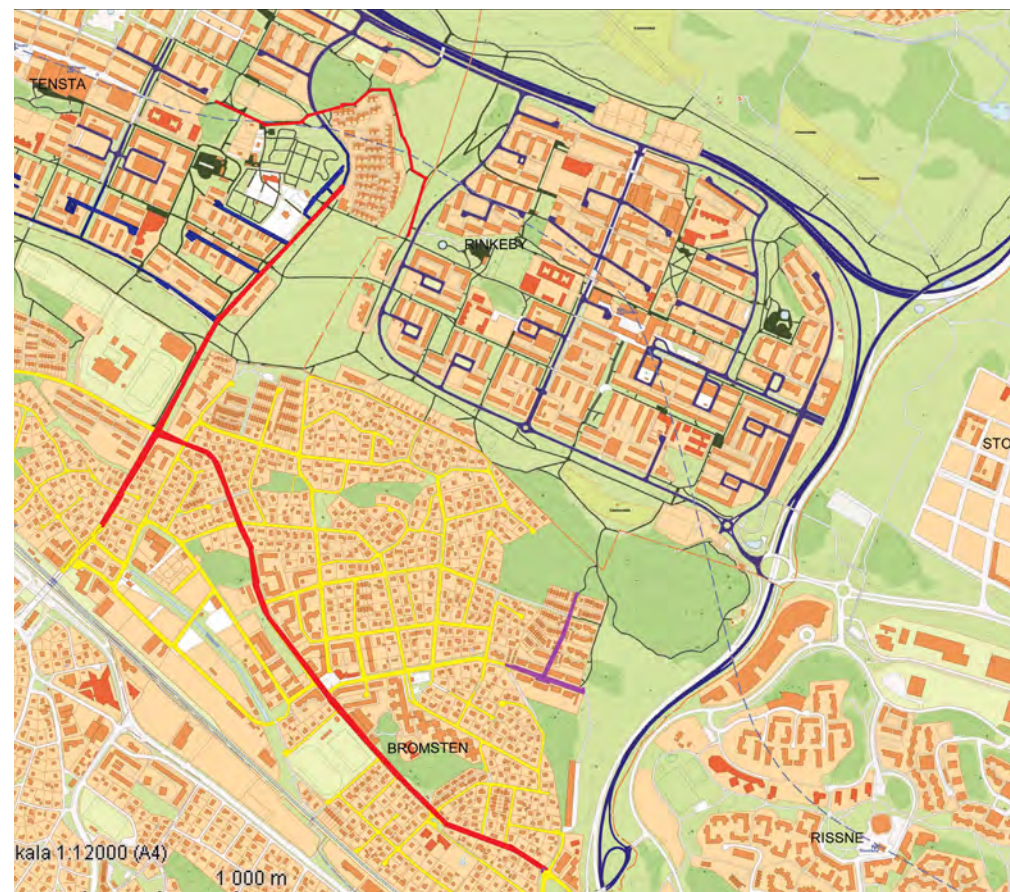 TENSTA
RINKEBY
STO
BROMSTEN
RISSNE
kala 1:12000 (A4)
1 000 m